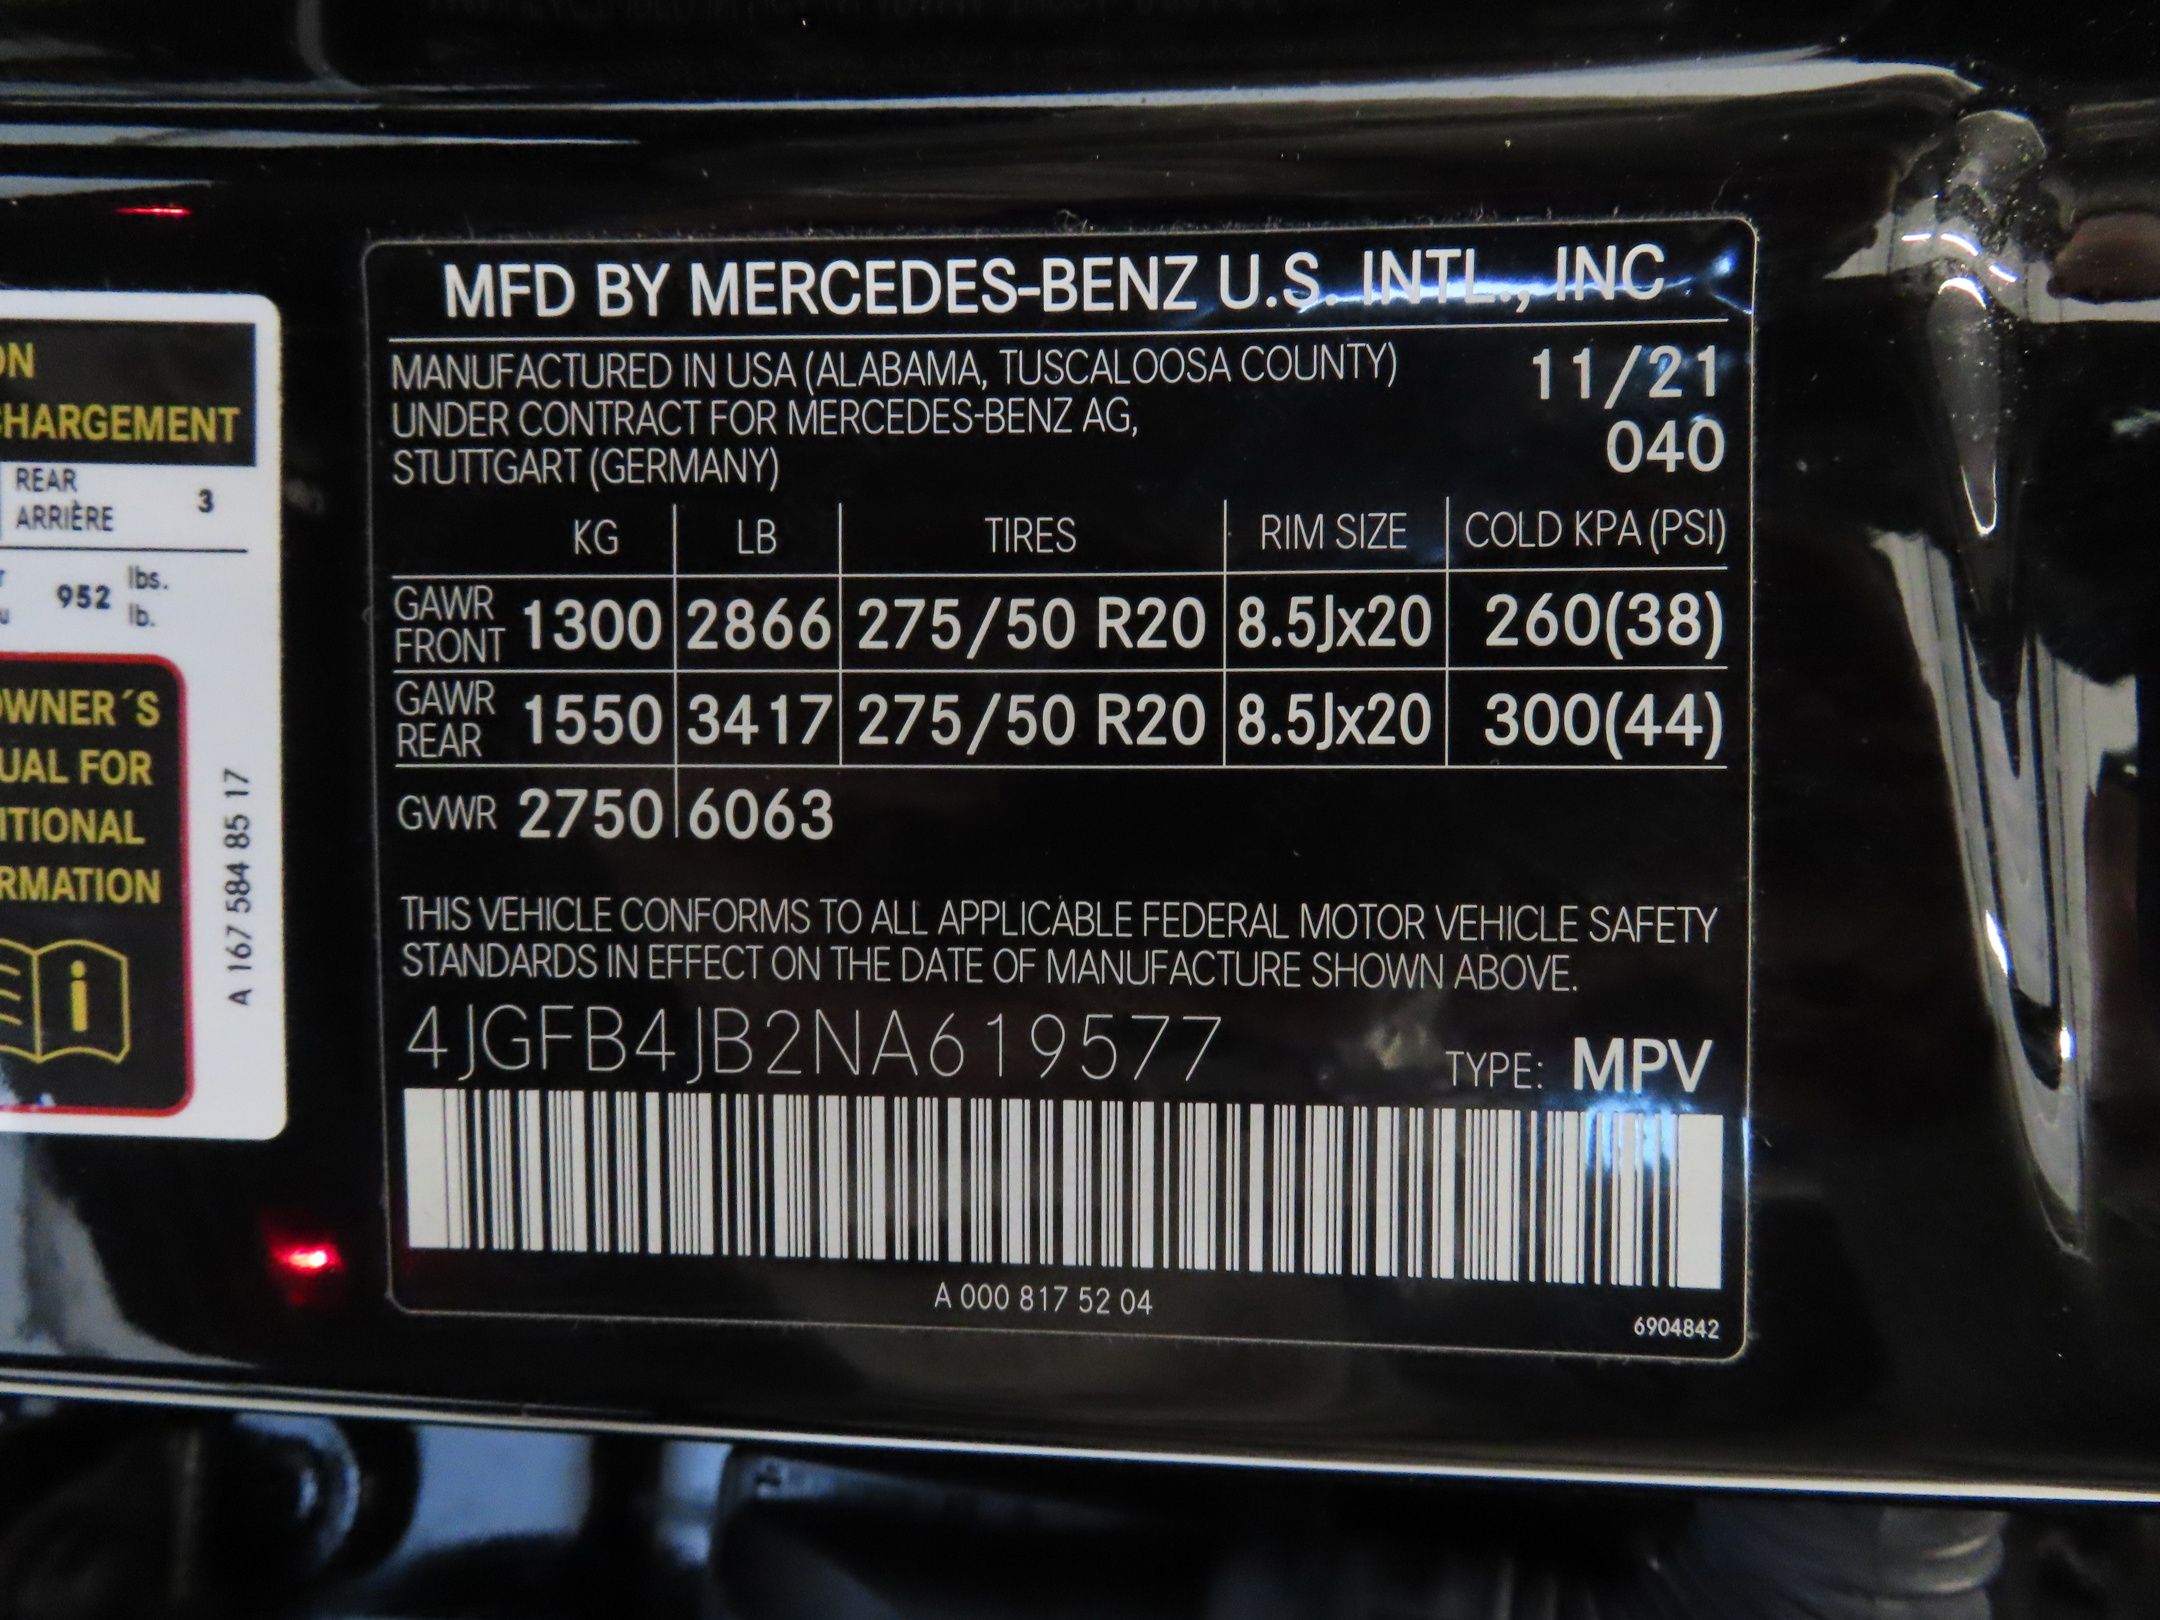 ON
CHARGEMENT
REAR
ARRIÈRE 3
952 lbs.
lb.
OWNER´S
UAL FOR
ITIONAL
RMATION
A 167 584 85 17
MFD BY MERCEDES-BENZ U.S. INTL., INC
MANUFACTURED IN USA (ALABAMA, TUSCALOOSA COUNTY) 11/21
UNDER CONTRACT FOR MERCEDES-BENZ AG, 040
STUTTGART (GERMANY)
KG LB TIRES RIM SIZE COLD KPA (PSI)
GAWR FRONT 1300 2866 275/50 R20 8.5Jx20 260(38)
GAWR REAR 1550 3417 275/50 R20 8.5Jx20 300(44)
GVWR 2750 6063
THIS VEHICLE CONFORMS TO ALL APPLICABLE FEDERAL MOTOR VEHICLE SAFETY
STANDARDS IN EFFECT ON THE DATE OF MANUFACTURE SHOWN ABOVE.
4JGFB4JB2NA619577 TYPE: MPV
A 000 817 52 04
6904842